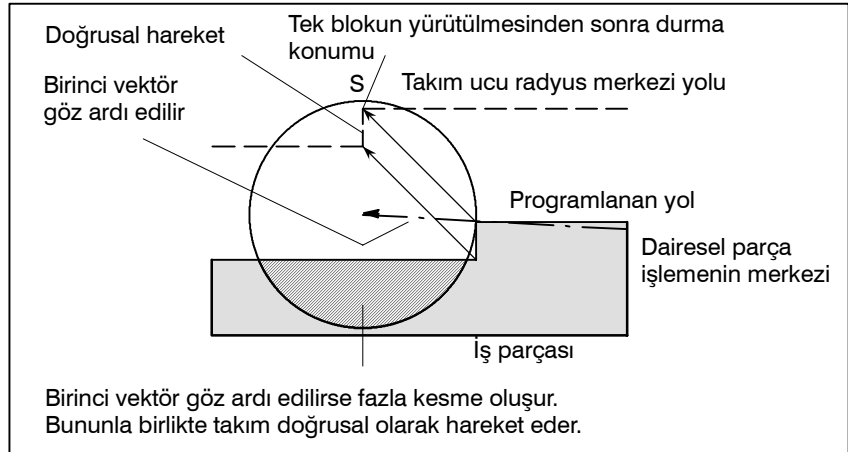 Doğrusal hareket
Tek blokun yürütülmesinden sonra durma
konumu
Birinci vektör
göz ardı edilir
S
Takım ucu radyus merkezi yolu
Programlanan yol
Dairesel parça
işlemenin merkezi
İş parçası
Birinci vektör göz ardı edilirse fazla kesme oluşur.
Bununla birlikte takım doğrusal olarak hareket eder.